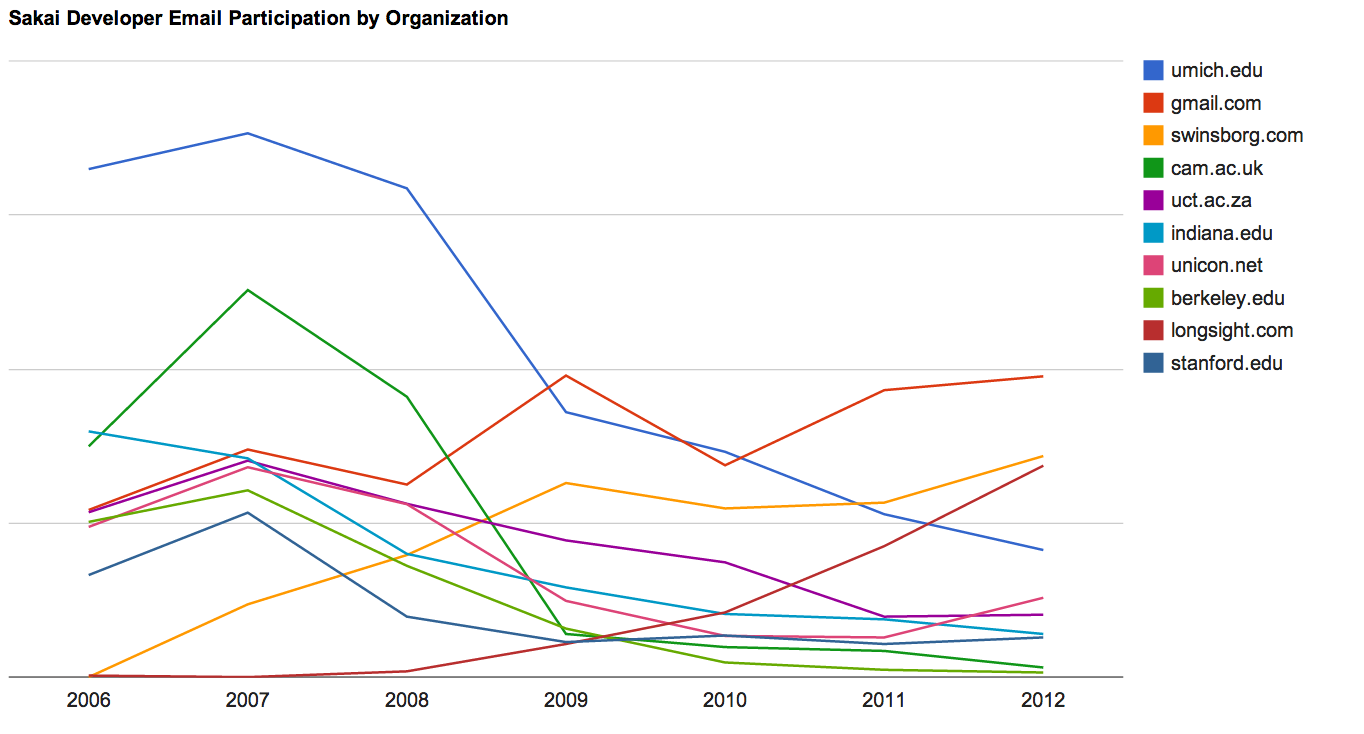 Sakai Developer Email Participation by Organization
umich.edu
gmail.com
swinsborg.com
cam.ac.uk
uct.ac.za
indiana.edu
unicon.net
berkeley.edu
longsight.com
stanford.edu
2006 2007 2008 2009 2010 2011 2012